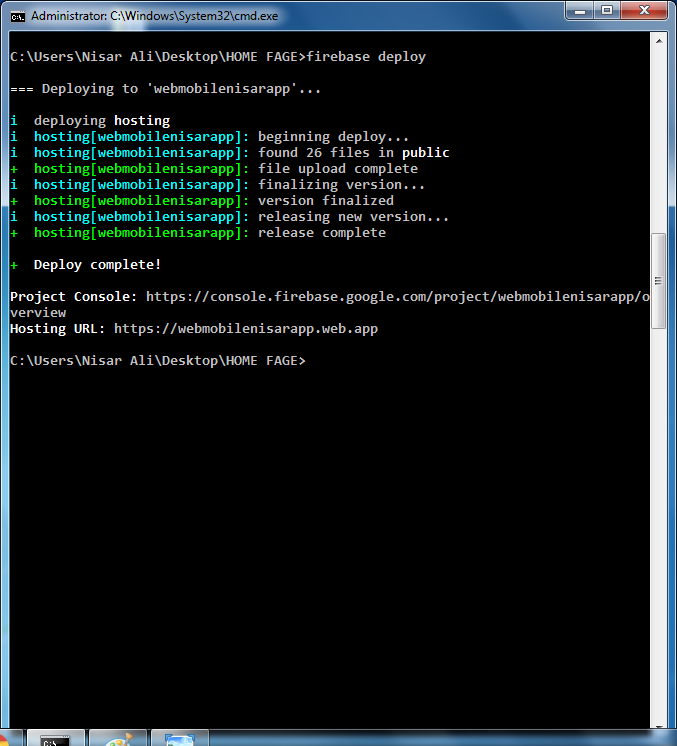 Administrator: C:\Windows\System32\cmd.exe
C:\Users\Nisar Ali\Desktop\HOME FAGE>firebase deploy
=== Deploying to 'webmobilenisarapp'...
i  deploying hosting
i  hosting[webmobilenisarapp]: beginning deploy...
i  hosting[webmobilenisarapp]: found 26 files in public
+  hosting[webmobilenisarapp]: file upload complete
i  hosting[webmobilenisarapp]: finalizing version...
+  hosting[webmobilenisarapp]: version finalized
i  hosting[webmobilenisarapp]: releasing new version...
+  hosting[webmobilenisarapp]: release complete
+  Deploy complete!
Project Console: https://console.firebase.google.com/project/webmobilenisarapp/o
verview
Hosting URL: https://webmobilenisarapp.web.app
C:\Users\Nisar Ali\Desktop\HOME FAGE>